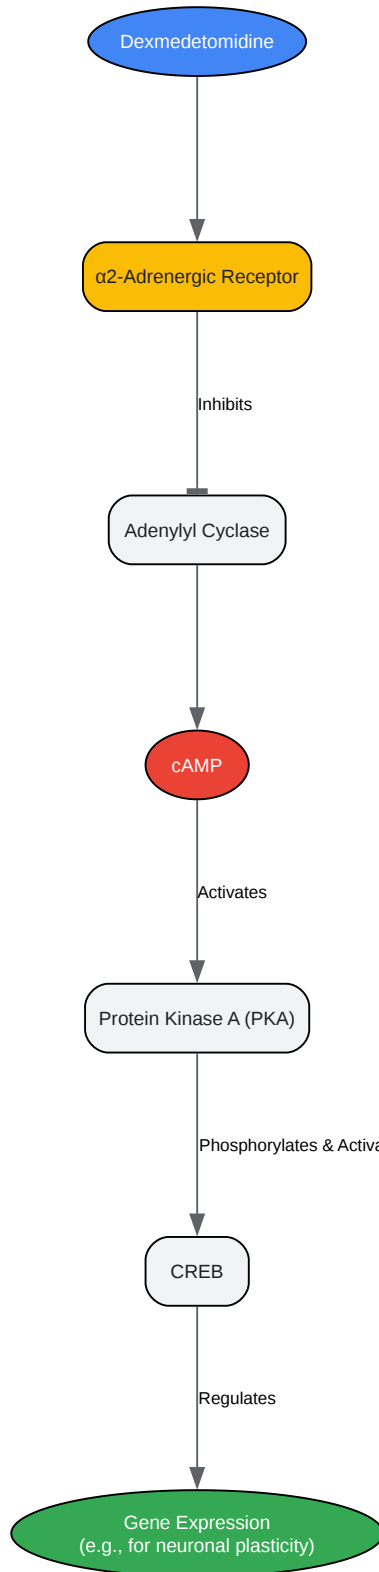 Dexmedetomidine
α2-Adrenergic Receptor
Inhibits
Adenylyl Cyclase
cAMP
Activates
Protein Kinase A (PKA)
Phosphorylates & Activa
CREB
Regulates
Gene Expression
(e.g., for neuronal plasticity)